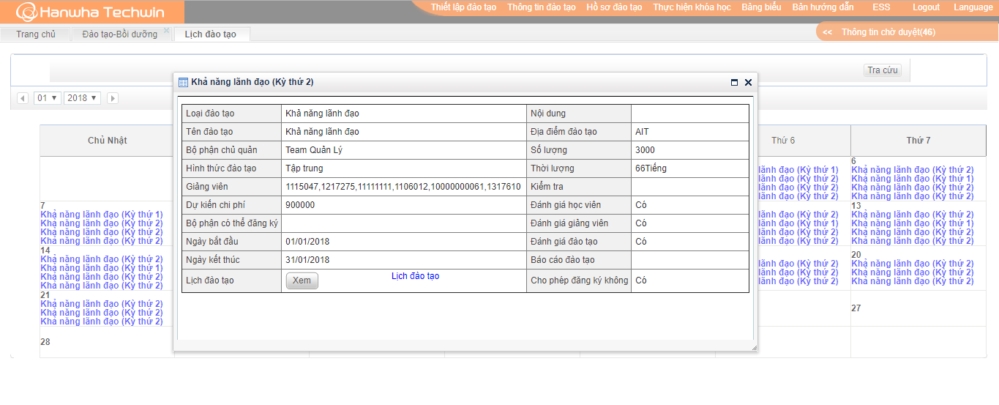 Hanwha Techwin
Thiết lập đào tạo Thông tin đào tạo Hồ sơ đào tạo Thực hiện khóa học Bảng biểu Bản hướng dẫn ESS Logout Language
Trang chủ Đào tạo-Bồi dưỡng Lịch đào tạo
<< Thông tin chờ duyệt(46)
Tra cứu
01 2018
Khả năng lãnh đạo (Kỳ thứ 2)
Loại đào tạo Khả năng lãnh đạo Nội dung
Tên đào tạo Khả năng lãnh đạo Địa điểm đào tạo AIT
Bộ phận chủ quản Team Quản Lý Số lượng 3000
Hình thức đào tạo Tập trung Thời lượng 66Tiếng
Giảng viên 1115047,1217275,11111111,1106012,10000000061,1317610 Kiểm tra
Dự kiến chi phí 900000 Đánh giá học viên Có
Bộ phận có thể đăng ký Đánh giá giảng viên Có
Ngày bắt đầu 01/01/2018 Đánh giá đào tạo Có
Ngày kết thúc 31/01/2018 Báo cáo đào tạo
Lịch đào tạo Xem Lịch đào tạo Cho phép đăng ký không Có
Chủ Nhật Thứ 6 Thứ 7
6
lãnh đạo (Kỳ thứ 1) Khả năng lãnh đạo (Kỳ thứ 2)
lãnh đạo (Kỳ thứ 2) Khả năng lãnh đạo (Kỳ thứ 1)
lãnh đạo (Kỳ thứ 2) Khả năng lãnh đạo (Kỳ thứ 2)
lãnh đạo (Kỳ thứ 2) Khả năng lãnh đạo (Kỳ thứ 2)
7 13
Khả năng lãnh đạo (Kỳ thứ 1) lãnh đạo (Kỳ thứ 2) Khả năng lãnh đạo (Kỳ thứ 2)
Khả năng lãnh đạo (Kỳ thứ 2) lãnh đạo (Kỳ thứ 1) Khả năng lãnh đạo (Kỳ thứ 1)
Khả năng lãnh đạo (Kỳ thứ 2) lãnh đạo (Kỳ thứ 2) Khả năng lãnh đạo (Kỳ thứ 2)
Khả năng lãnh đạo (Kỳ thứ 2) lãnh đạo (Kỳ thứ 2) Khả năng lãnh đạo (Kỳ thứ 2)
14 20
Khả năng lãnh đạo (Kỳ thứ 2) lãnh đạo (Kỳ thứ 2) Khả năng lãnh đạo (Kỳ thứ 2)
Khả năng lãnh đạo (Kỳ thứ 1) lãnh đạo (Kỳ thứ 2) Khả năng lãnh đạo (Kỳ thứ 2)
Khả năng lãnh đạo (Kỳ thứ 2) lãnh đạo (Kỳ thứ 2) Khả năng lãnh đạo (Kỳ thứ 2)
Khả năng lãnh đạo (Kỳ thứ 2)
21 27
Khả năng lãnh đạo (Kỳ thứ 2)
Khả năng lãnh đạo (Kỳ thứ 2)
Khả năng lãnh đạo (Kỳ thứ 2)
28